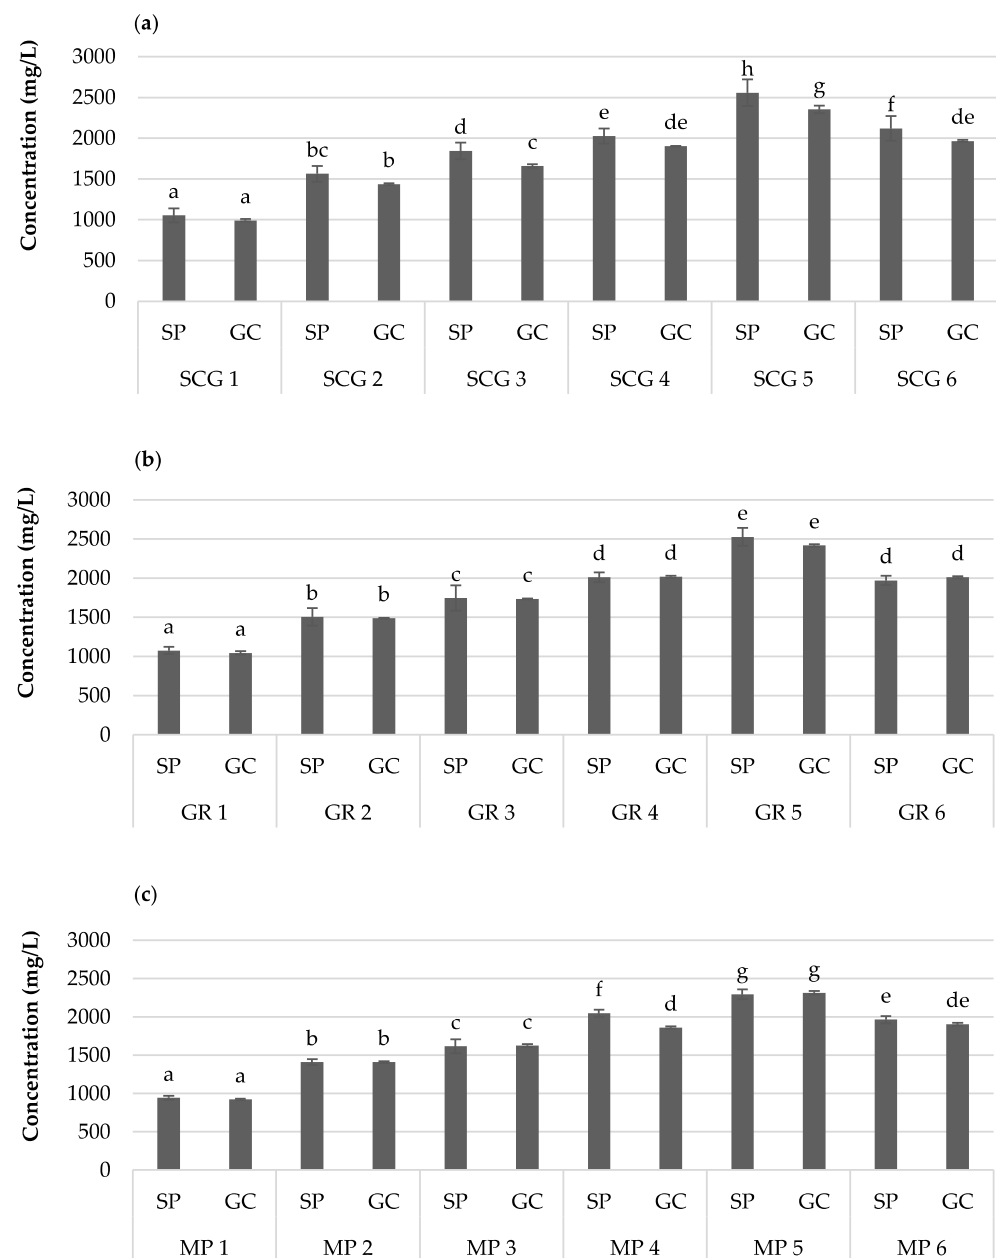 (a)
Concentration (mg/L)
3000
2500
2000
1500
1000
500
0
a a bc b d c e de h g f de
SP GC SP GC SP GC SP GC SP GC SP GC
SCG 1 SCG 2 SCG 3 SCG 4 SCG 5 SCG 6
(b)
Concentration (mg/L)
3000
2500
2000
1500
1000
500
0
a a b b c c d d e e d d
SP GC SP GC SP GC SP GC SP GC SP GC
GR 1 GR 2 GR 3 GR 4 GR 5 GR 6
(c)
Concentration (mg/L)
3000
2500
2000
1500
1000
500
0
a a b b c c f d g g e de
SP GC SP GC SP GC SP GC SP GC SP GC
MP 1 MP 2 MP 3 MP 4 MP 5 MP 6